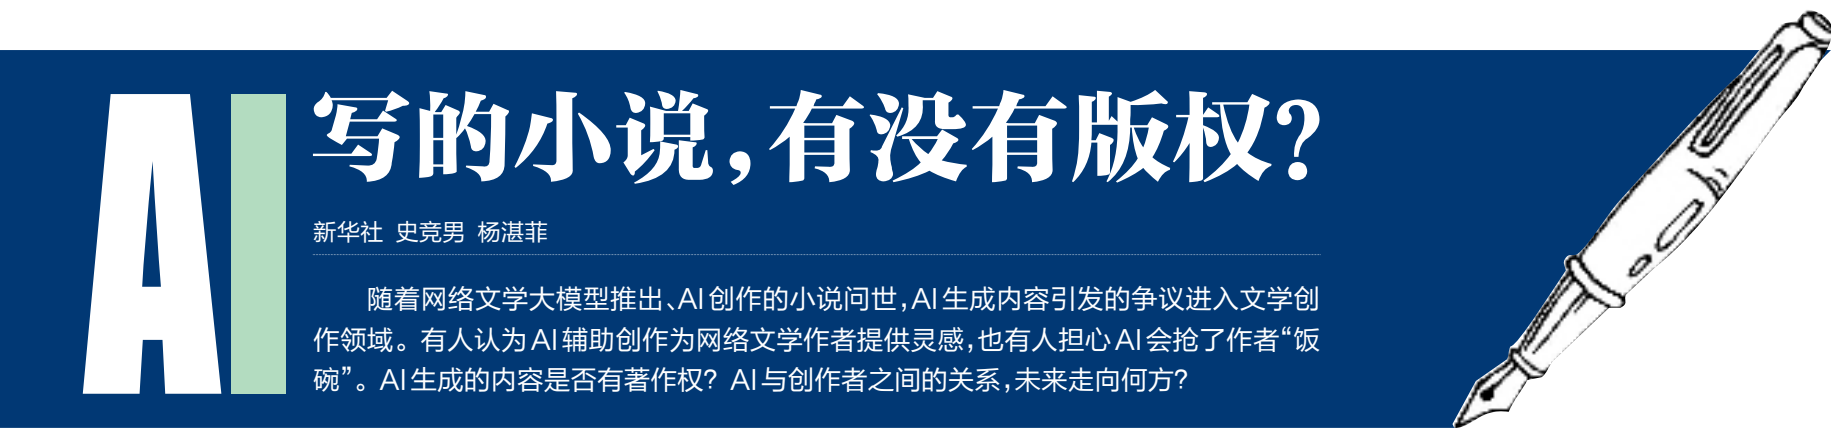 AI写的小说，有没有版权？
新华社 史竞男 杨湛菲
随着网络文学大模型推出、AI创作的小说问世，AI生成内容引发的争议进入文学创
作领域。有人认为AI辅助创作为网络文学作者提供灵感，也有人担心AI会抢了作者“饭
碗”。AI生成的内容是否有著作权？AI与创作者之间的关系，未来走向何方？